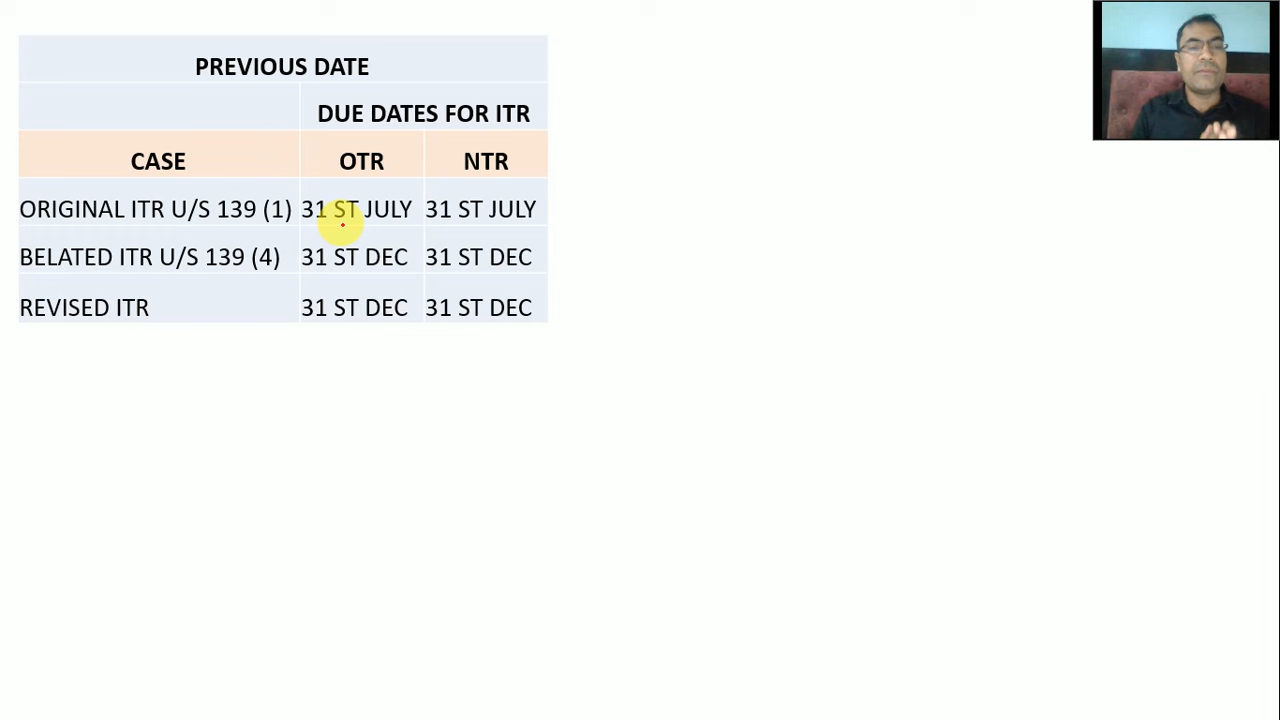 PREVIOUS DATE
DUE DATES FOR ITR
CASE OTR NTR
ORIGINAL ITR U/S 139 (1) 31 ST JULY 31 ST JULY
BELATED ITR U/S 139 (4) 31 ST DEC 31 ST DEC
REVISED ITR 31 ST DEC 31 ST DEC